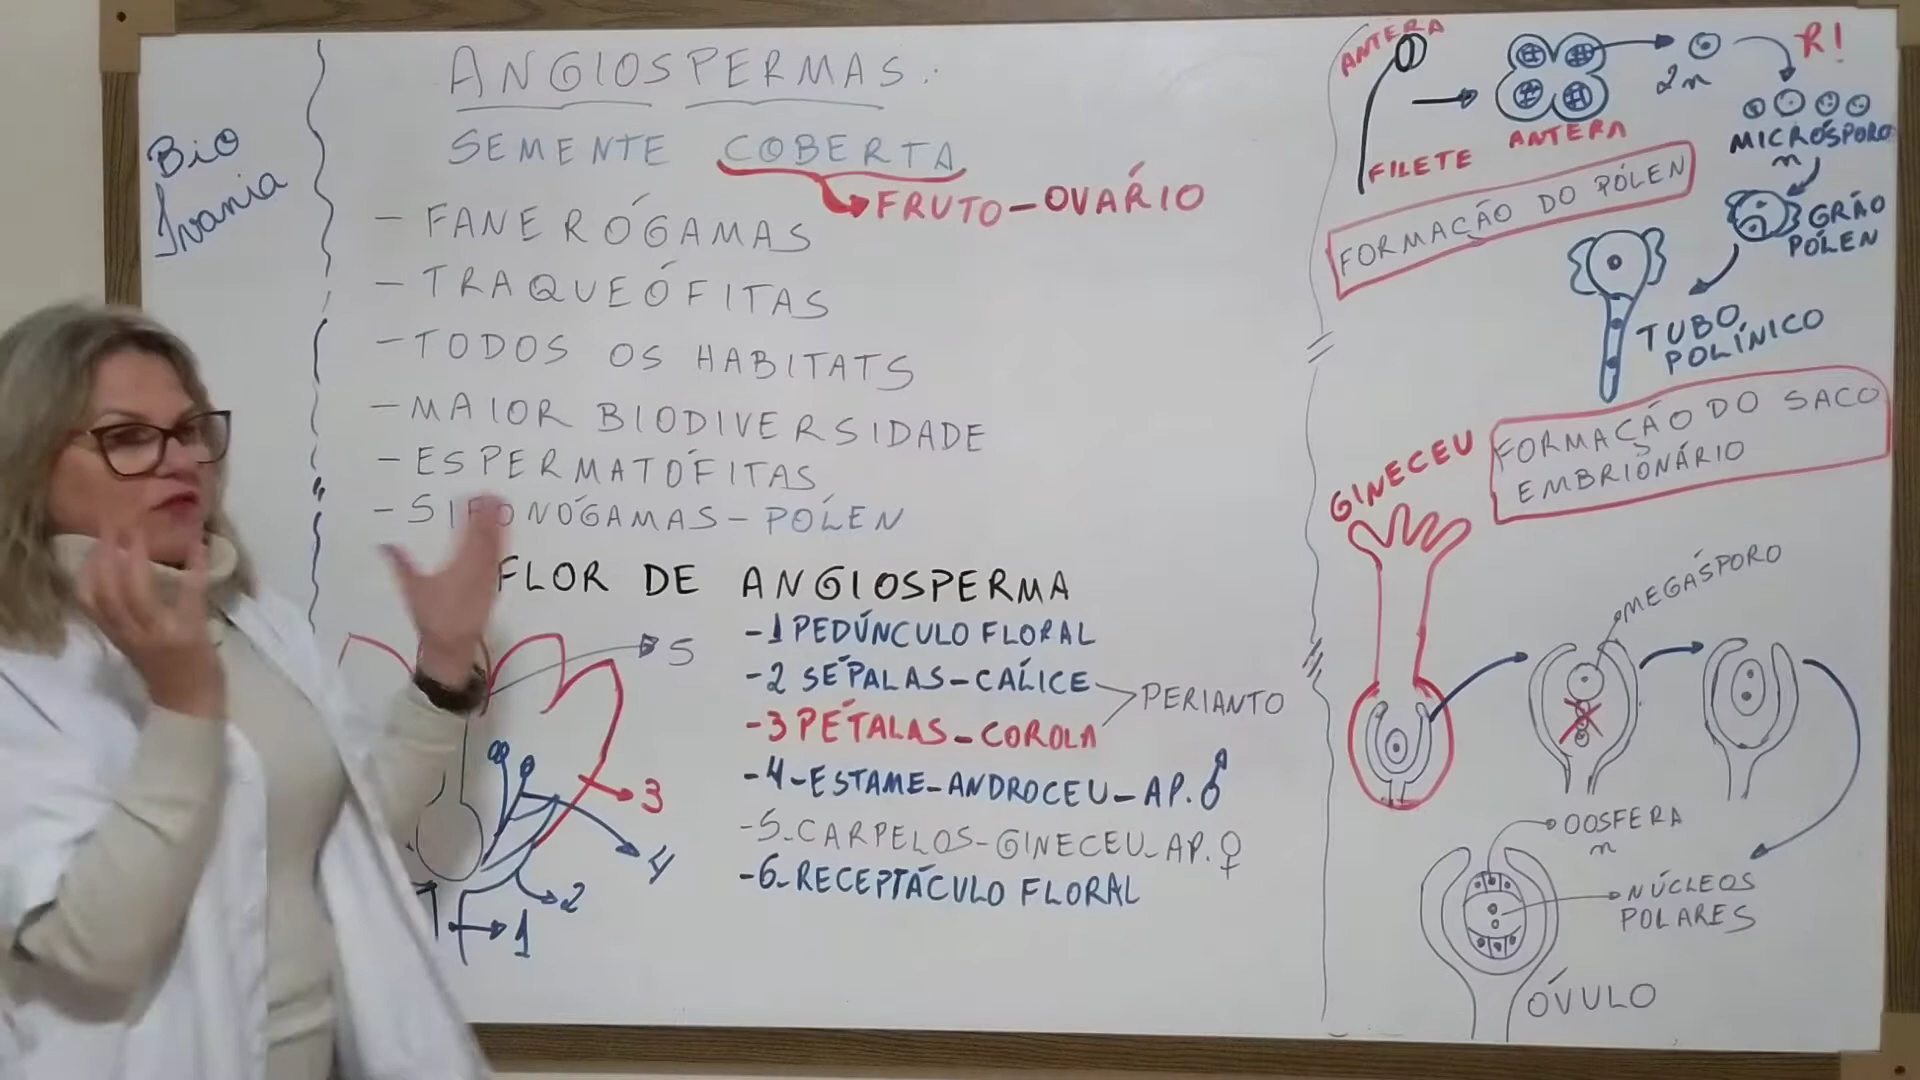 Bio
Ivania
ANGIOSPERMAS.
SEMENTE COBERTA
FRUTO-OVÁRIO
- FANERÓGAMAS
- TRAQUEÓFITAS
- TODOS OS HABITATS
- MAIOR BIODIVERSIDADE
- ESPERMATÓFITAS
- SIFONÓGAMAS - PÓLEN
FLOR DE ANGIOSPERMA
-1 PEDÚNCULO FLORAL
-2 SÉPALAS-CÁLICE
-3 PÉTALAS-COROLA
PERIANTO
-4-ESTAME-ANDROCEU-AP.♂
-5-CARPELOS-GINECEU-AP.♀
-6-RECEPTÁCULO FLORAL
5
3
4
2
1
ANTERA
FILETE
ANTERA
2n
R!
MICRÓSPORO
n
FORMAÇÃO DO PÓLEN
GRÃO
PÓLEN
TUBO
POLÍNICO
FORMAÇÃO DO SACO
EMBRIONÁRIO
GINECEU
MEGÁSPORO
OOSFERA
n
NÚCLEOS
POLARES
ÓVULO